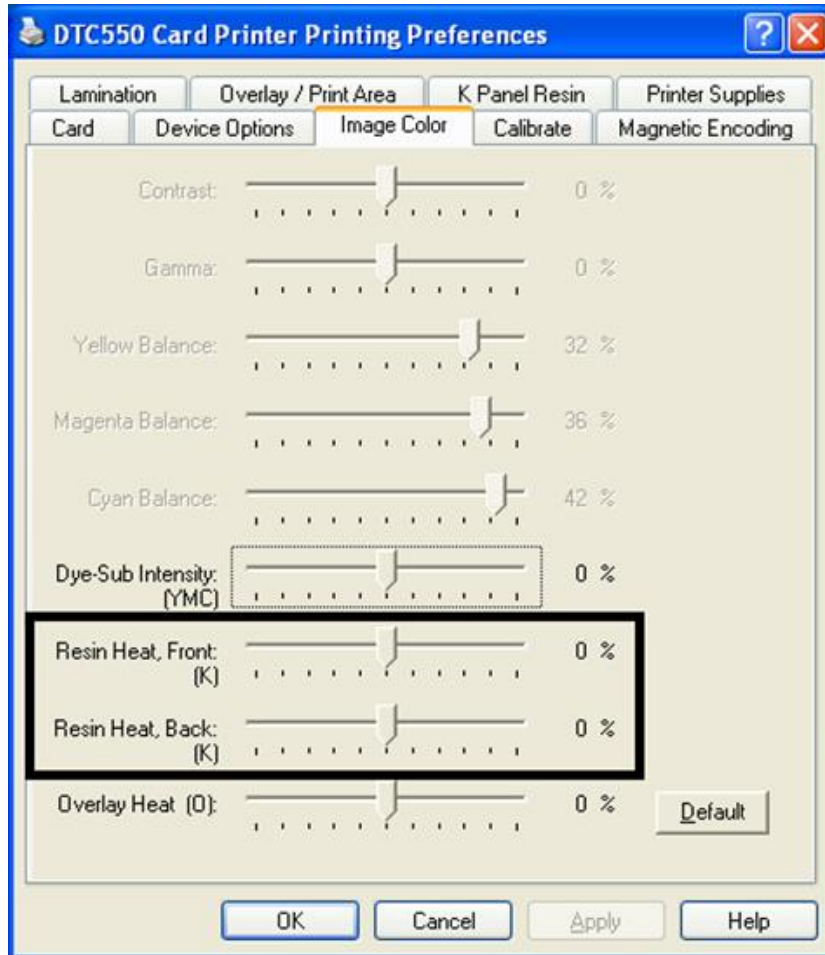 DTC550 Card Printer Printing Preferences
Lamination Overlay / Print Area K Panel Resin Printer Supplies
Card Device Options Image Color Calibrate Magnetic Encoding
Contrast: 0 %
Gamma: 0 %
Yellow Balance: 32 %
Magenta Balance: 36 %
Cyan Balance: 42 %
Dye-Sub Intensity: 0 %
(YMC)
Resin Heat, Front: 0 %
(K)
Resin Heat, Back: 0 %
(K)
Overlay Heat (O): 0 % Default
OK Cancel Apply Help